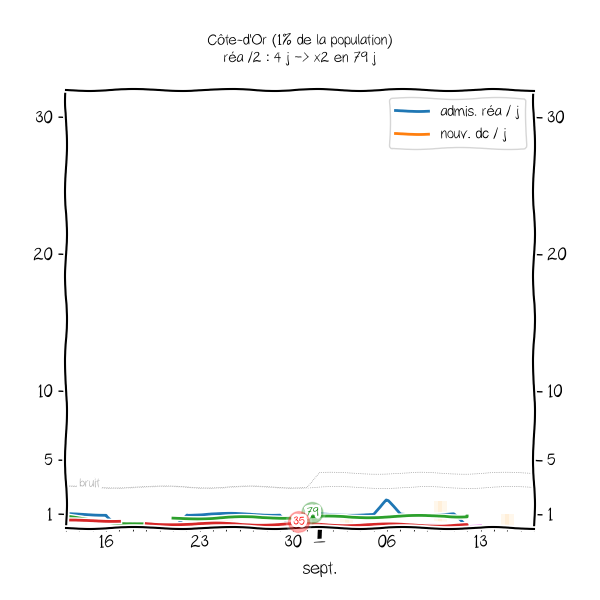 Côte-d'Or (1% de la population)
réa /2 : 4 j -> x2 en 79 j
admis. réa / j
nouv. dc / j
30 30
20 20
10 10
5 5
bruit
1 1
79
35
16 23 30 06 13
sept.